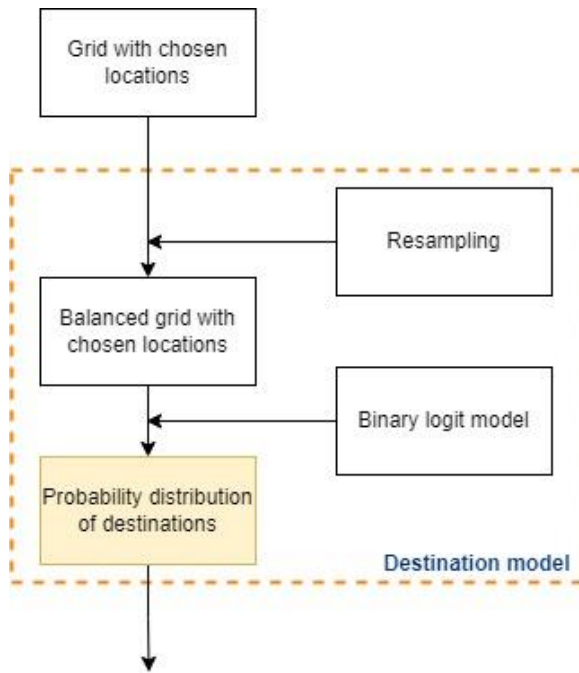 Grid with chosen
locations
Resampling
Balanced grid with
chosen locations
Binary logit model
Probability distribution
of destinations
Destination model